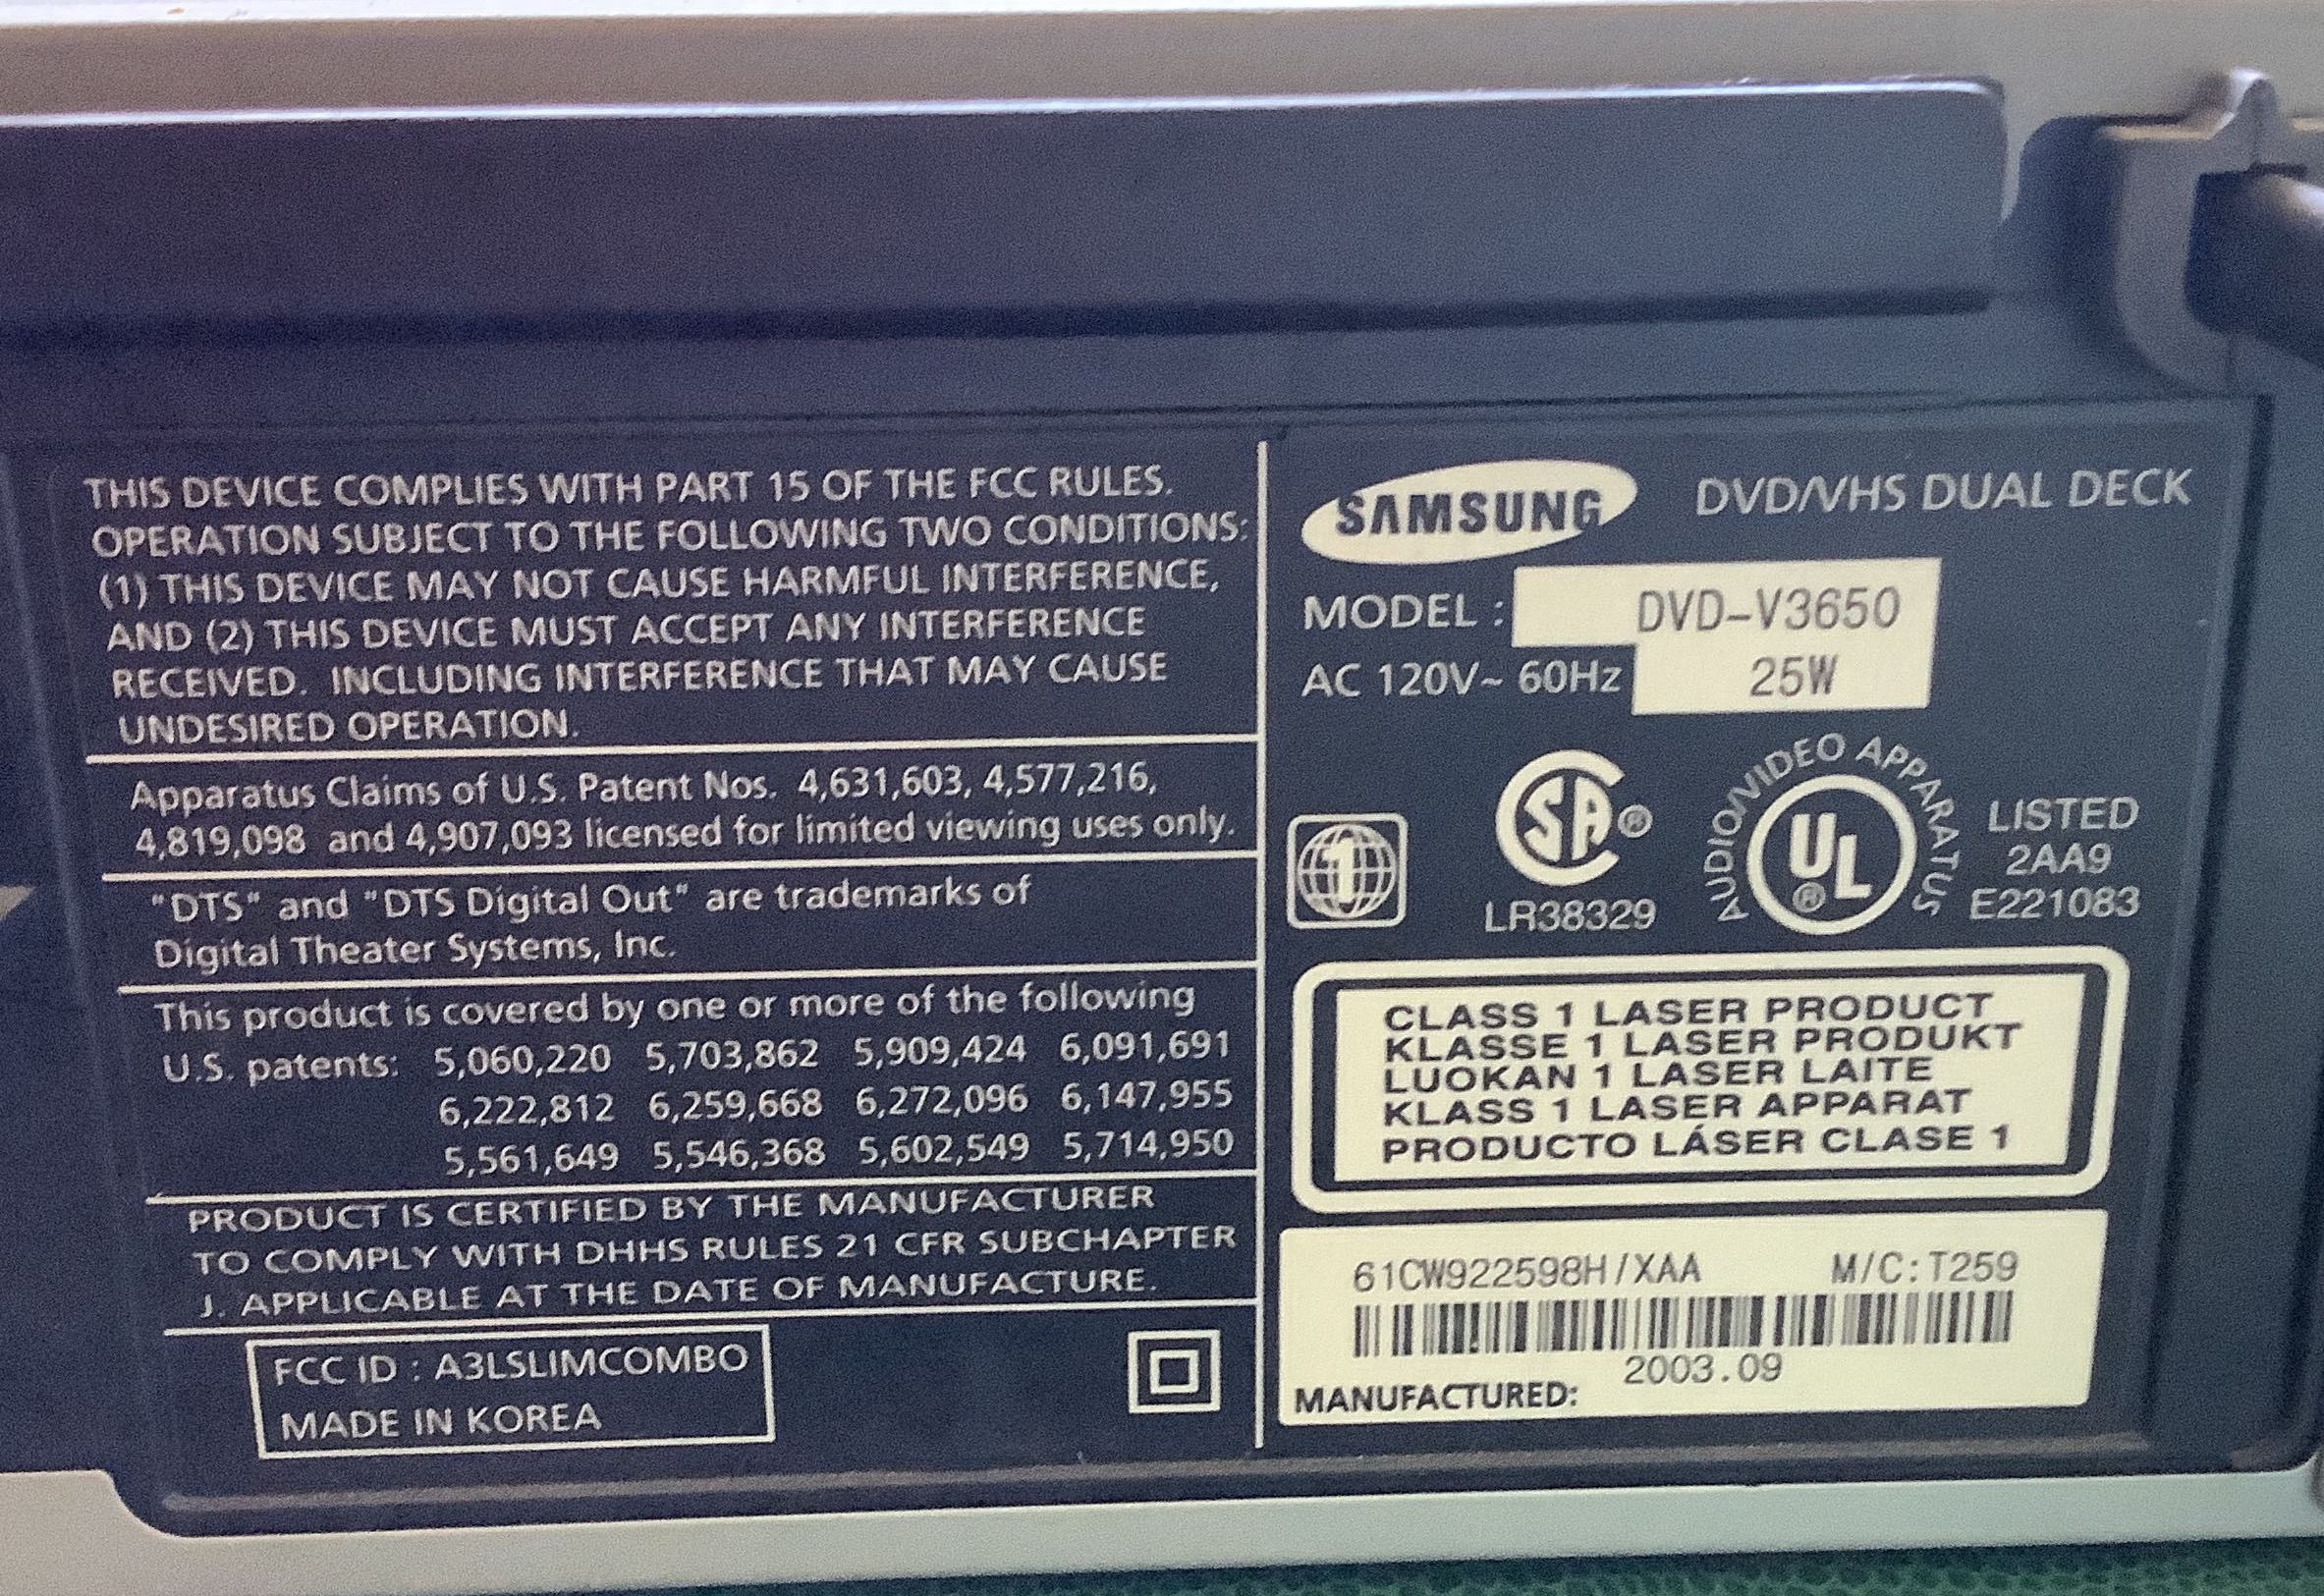 THIS DEVICE COMPLIES WITH PART 15 OF THE FCC RULES.
OPERATION SUBJECT TO THE FOLLOWING TWO CONDITIONS:
(1) THIS DEVICE MAY NOT CAUSE HARMFUL INTERFERENCE,
AND (2) THIS DEVICE MUST ACCEPT ANY INTERFERENCE
RECEIVED. INCLUDING INTERFERENCE THAT MAY CAUSE
UNDESIRED OPERATION.
Apparatus Claims of U.S. Patent Nos. 4,631,603, 4,577,216,
4,819,098 and 4,907,093 licensed for limited viewing uses only.
"DTS" and "DTS Digital Out" are trademarks of
Digital Theater Systems, Inc.
This product is covered by one or more of the following
U.S. patents: 5,060,220 5,703,862 5,909,424 6,091,691
6,222,812 6,259,668 6,272,096 6,147,955
5,561,649 5,546,368 5,602,549 5,714,950
PRODUCT IS CERTIFIED BY THE MANUFACTURER
TO COMPLY WITH DHHS RULES 21 CFR SUBCHAPTER
J. APPLICABLE AT THE DATE OF MANUFACTURE.
FCC ID : A3LSLIMCOMBO
MADE IN KOREA
SAMSUNG DVD/VHS DUAL DECK
MODEL : DVD-V3650
AC 120V~ 60Hz 25W
1
SA ®
LR38329
AUDIO/VIDEO APPARATUS
UL ®
LISTED
2AA9
E221083
CLASS 1 LASER PRODUCT
KLASSE 1 LASER PRODUKT
LUOKAN 1 LASER LAITE
KLASS 1 LASER APPARAT
PRODUCTO LÁSER CLASE 1
61CW922598H/XAA M/C:T259
2003.09
MANUFACTURED: